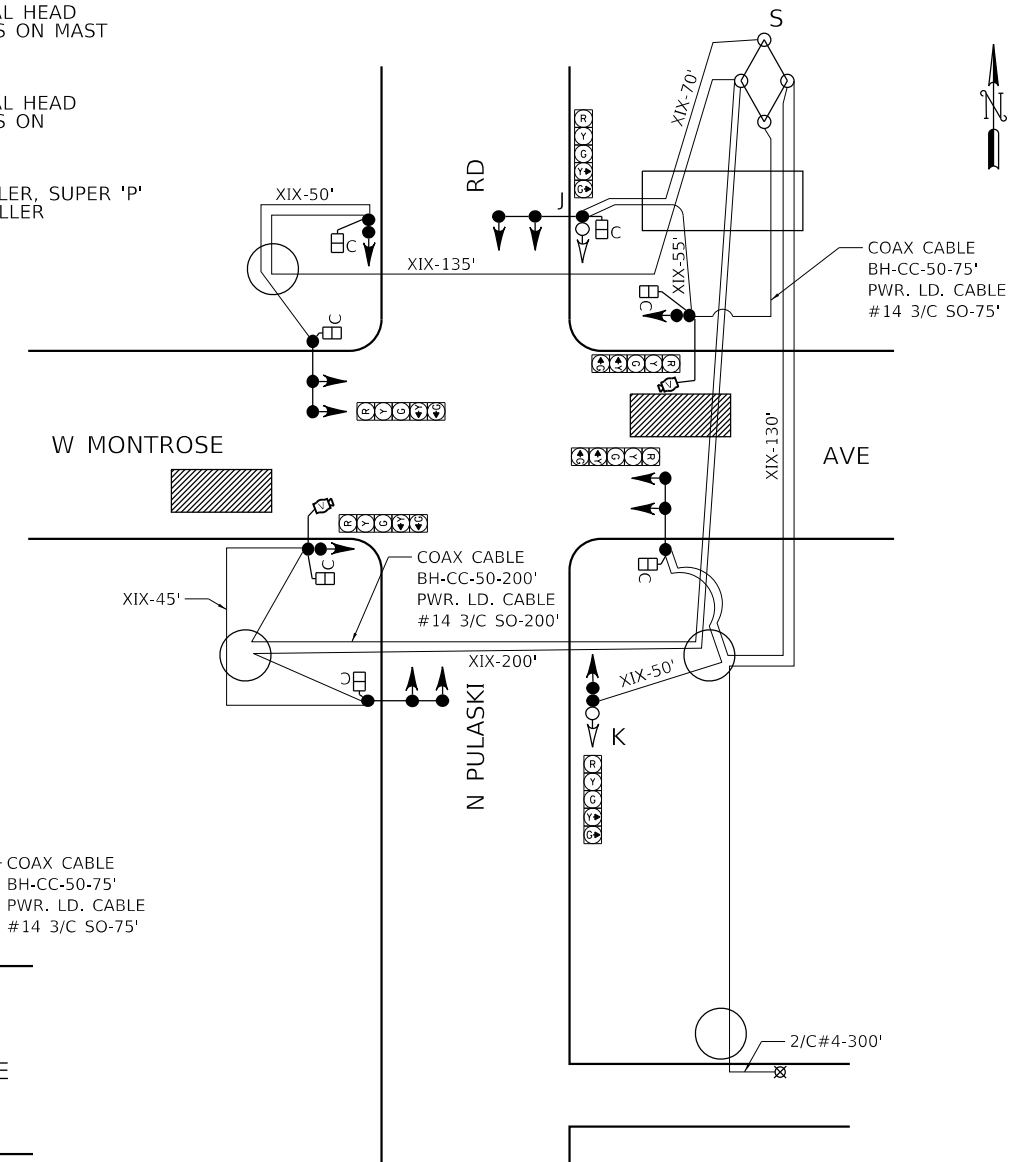 AL HEAD
S ON MAST
AL HEAD
S ON
LER, SUPER 'P'
LLER
S
N
XIX-70'
R
Y
G
Y
G
RD
J
XIX-50'
C
C
XIX-135'
XIX-55'
COAX CABLE
BH-CC-50-75'
PWR. LD. CABLE
#14 3/C SO-75'
C
C
R Y G Y G
R Y G Y G
V
W MONTROSE
AVE
XIX-130'
R Y G Y G
V
R Y G Y G
C
C
COAX CABLE
BH-CC-50-200'
PWR. LD. CABLE
#14 3/C SO-200'
XIX-45'
XIX-200'
XIX-50'
C
N PULASKI
K
R
Y
G
Y
G
COAX CABLE
BH-CC-50-75'
PWR. LD. CABLE
#14 3/C SO-75'
2/C#4-300'
E